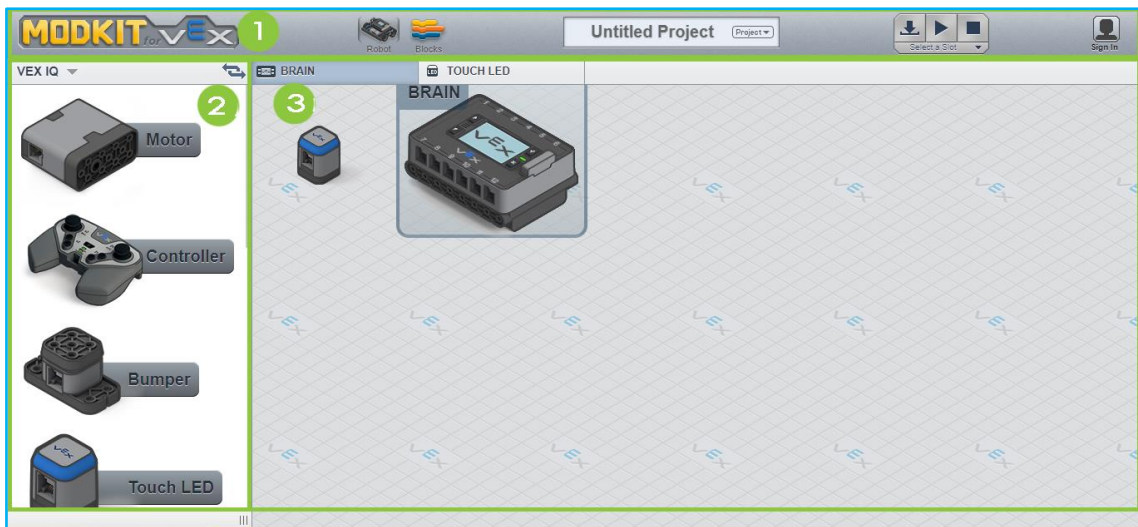 MODKIT for VEX 1
Robot Blocks
Untitled Project Project
Select a Slot
Sign In
VEX IQ
BRAIN TOUCH LED
2
3
BRAIN
VEX
Motor
Controller
Bumper
Touch LED